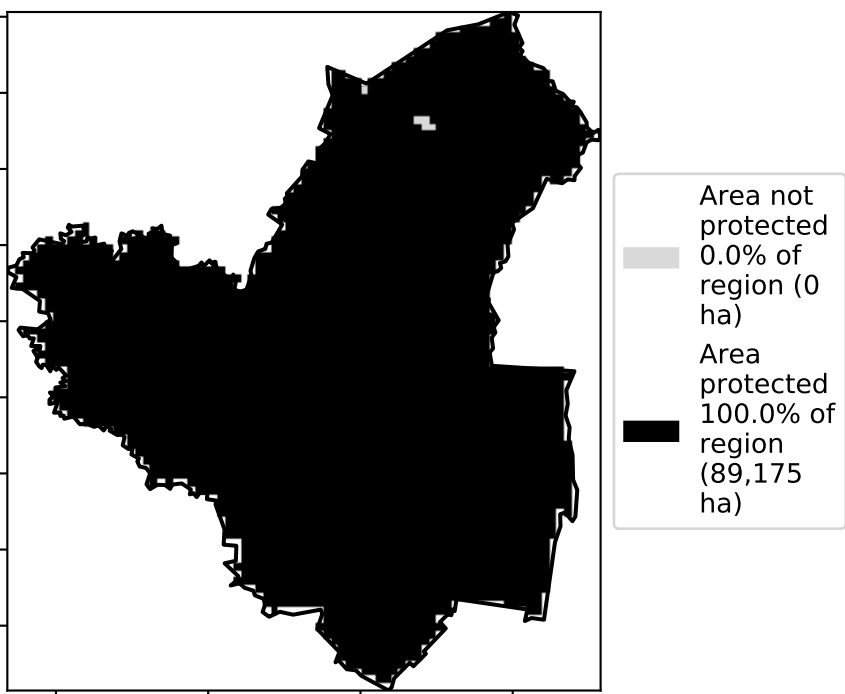 Area not
protected
0.0% of
region (0
ha)
Area
protected
100.0% of
region
(89,175
ha)